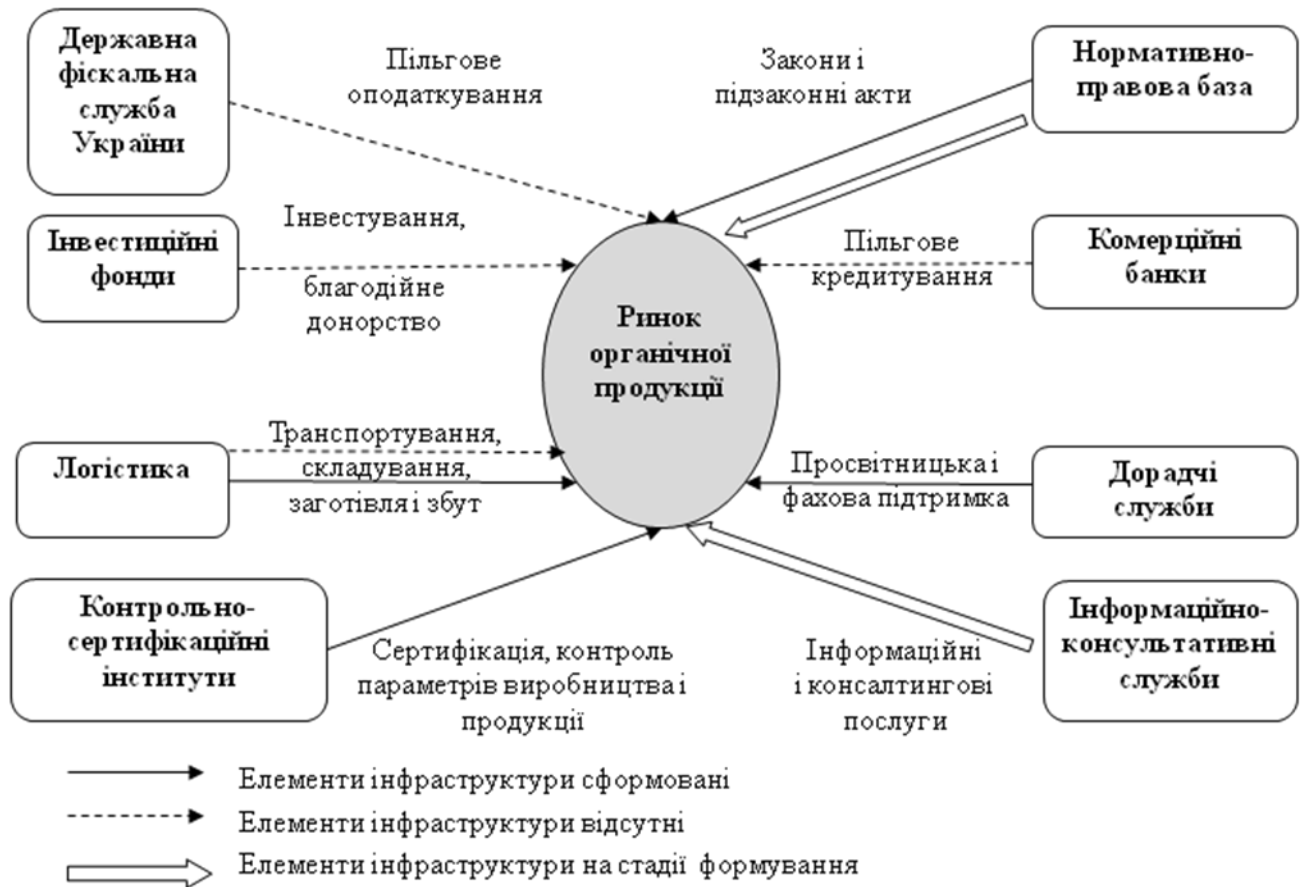 Державна
фіскальна
служба
України
Пільгове
оподаткування
Закони і
підзаконні акти
Нормативно-
правова база
Інвестиційні
фонди
Інвестування,
благодійне
донорство
Пільгове
кредитування
Комерційні
банки
Ринок
органічної
продукції
Логістика
Транспортування,
складування,
заготівля і збут
Просвітницька і
фахова підтримка
Дорадчі
служби
Контрольно-
сертифікаційні
інститути
Сертифікація, контроль
параметрів виробництва і
продукції
Інформаційні
і консалтингові
послуги
Інформаційно-
консультативні
служби
Елементи інфраструктури сформовані
Елементи інфраструктури відсутні
Елементи інфраструктури на стадії формування